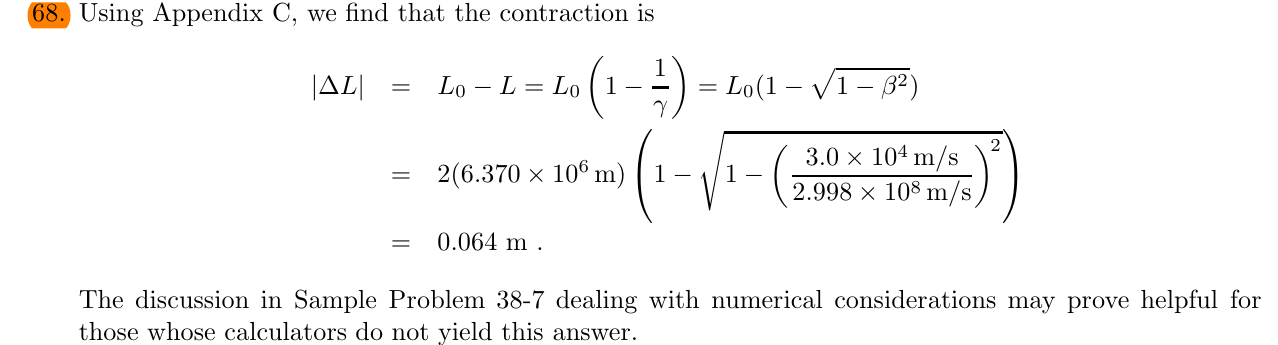 68. Using Appendix C, we find that the contraction is
|ΔL| = L₀ − L = L₀ (1 − 1/γ) = L₀(1 − √(1 − β²))
= 2(6.370 × 10⁶ m) (1 − √(1 − (3.0 × 10⁴ m/s / 2.998 × 10⁸ m/s)²))
= 0.064 m .
The discussion in Sample Problem 38-7 dealing with numerical considerations may prove helpful for
those whose calculators do not yield this answer.